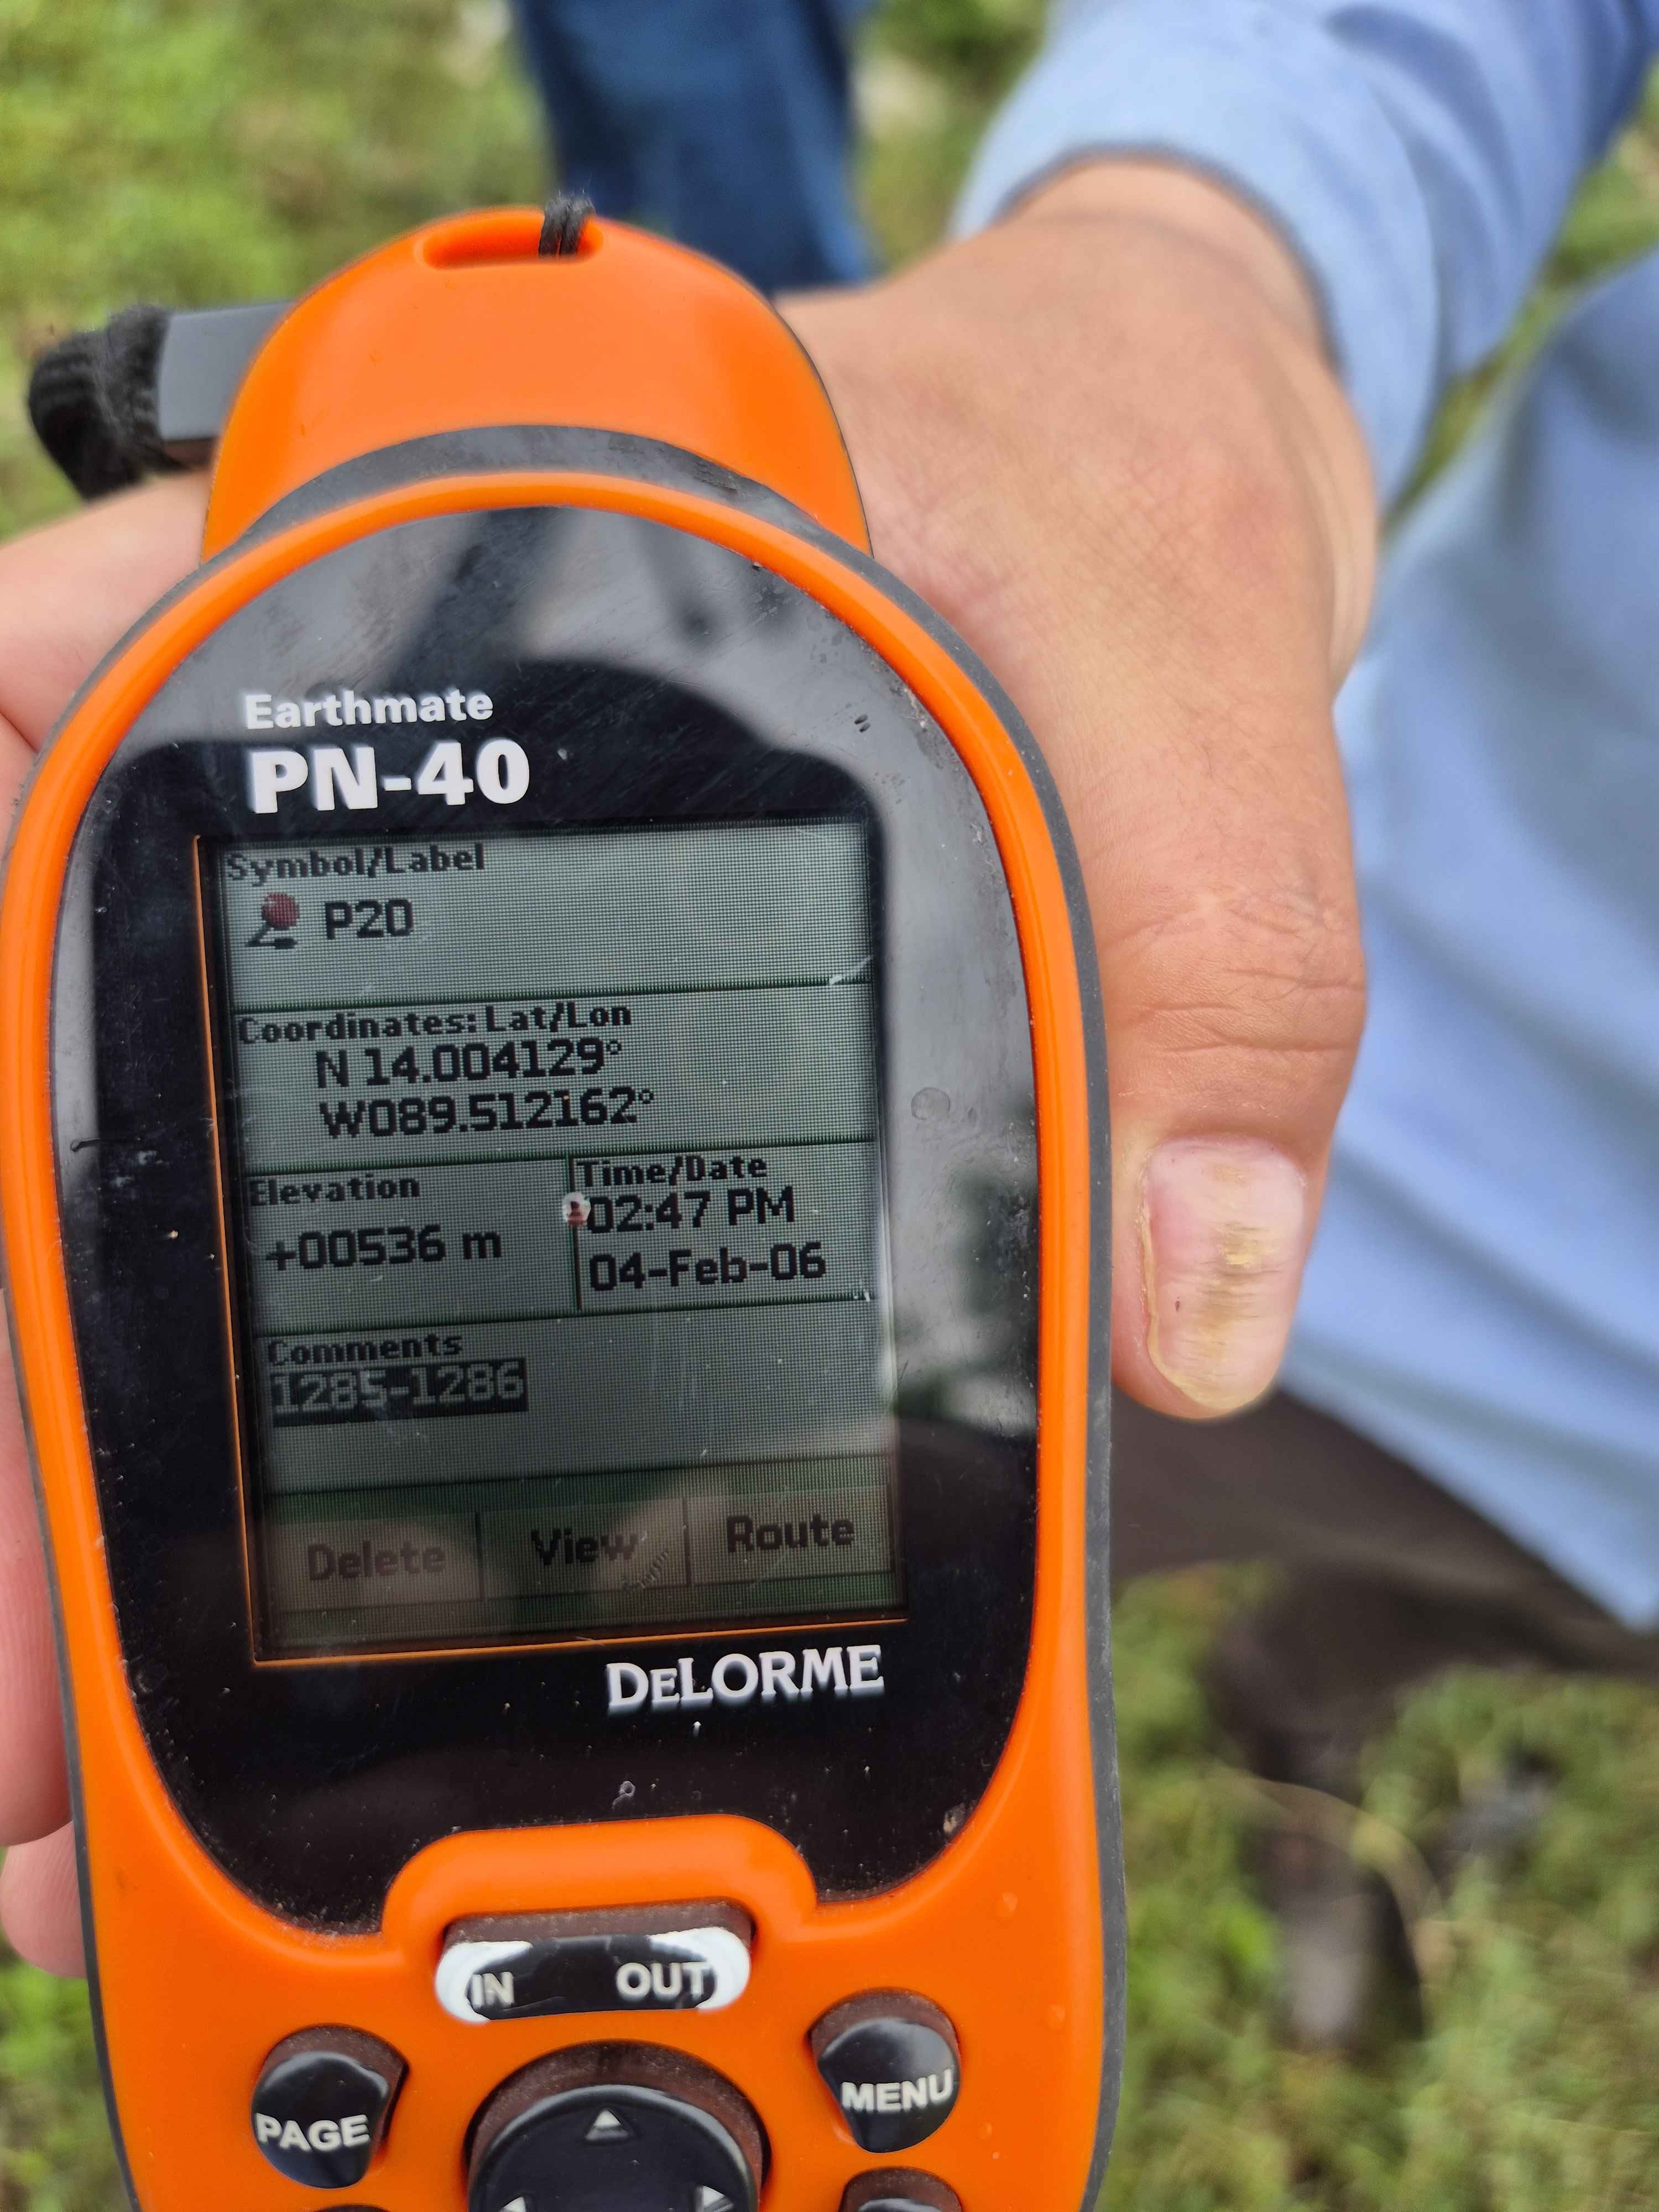 Earthmate
PN-40
Symbol/Label
P20
Coordinates: Lat/Lon
N 14.004129°
W089.512162°
Elevation
+00536 m
Time/Date
02:47 PM
04-Feb-06
Comments
1285-1286
Delete View Route
DELORME
IN OUT
PAGE
MENU